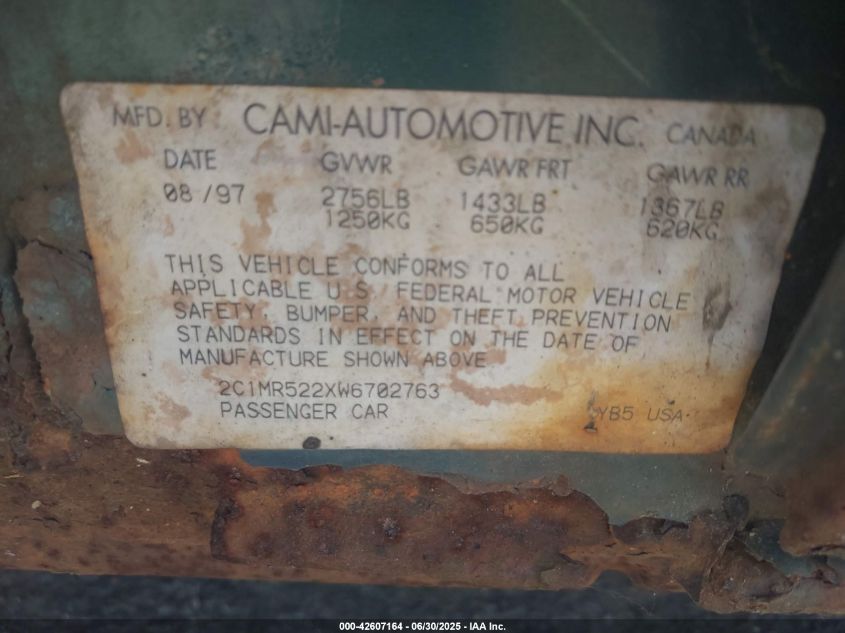 MFD. BY CAMI-AUTOMOTIVE INC. CANADA
DATE GVWR GAWR FRT GAWR RR
08 /97 2756LB 1433LB 1367LB
1250KG 650KG 620KG
THIS VEHICLE CONFORMS TO ALL
APPLICABLE U.S. FEDERAL MOTOR VEHICLE
SAFETY, BUMPER, AND THEFT PREVENTION
STANDARDS IN EFFECT ON THE DATE OF
MANUFACTURE SHOWN ABOVE
2C1MR522XW6702763
PASSENGER CAR YB5 USA
000-42607164 - 06/30/2025 - IAA Inc.